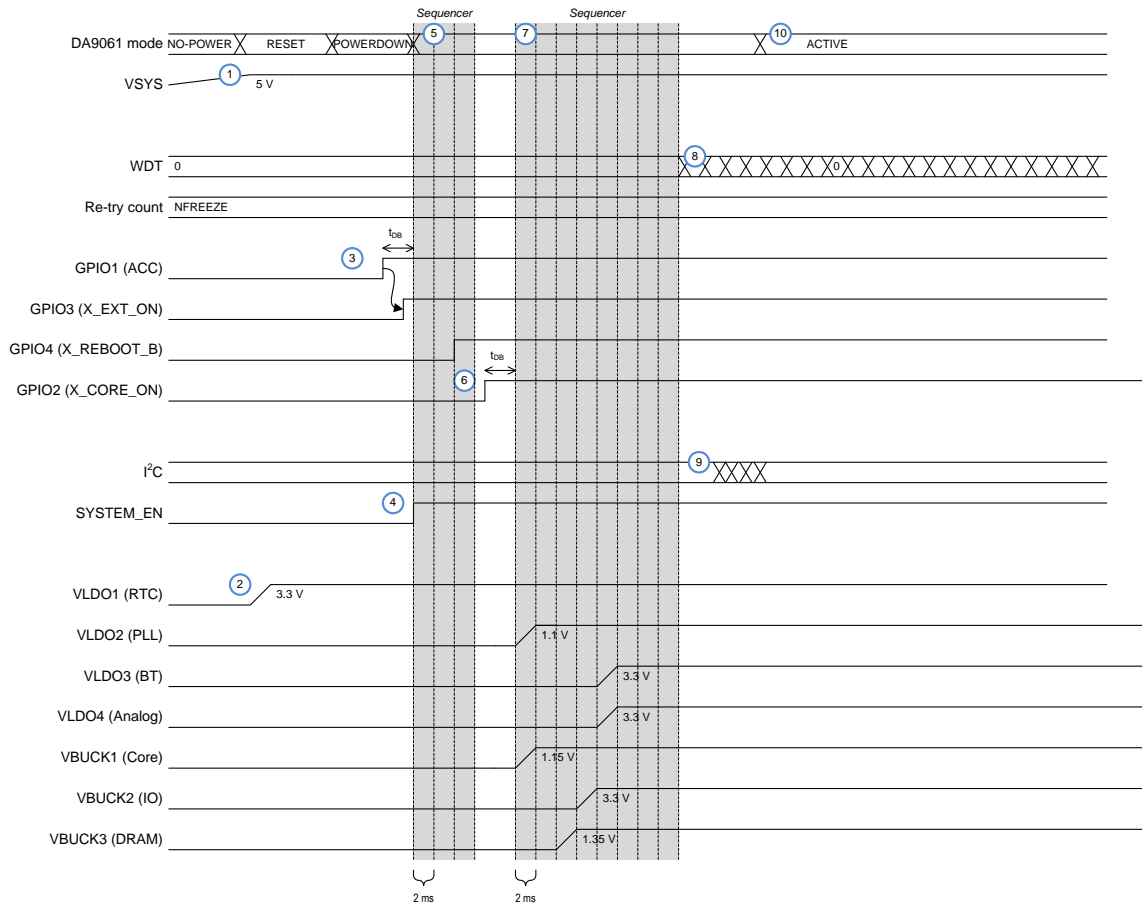 Sequencer Sequencer
DA9061 mode NO-POWER RESET POWERDOWN 5 7 10 ACTIVE
VSYS 1 5 V
WDT 0 8 0
Re-try count NFREEZE
tDB
GPIO1 (ACC) 3
GPIO3 (X_EXT_ON)
GPIO4 (X_REBOOT_B)
tDB
GPIO2 (X_CORE_ON) 6
I2C 9
SYSTEM_EN 4
VLDO1 (RTC) 2 3.3 V
VLDO2 (PLL) 1.1 V
VLDO3 (BT) 3.3 V
VLDO4 (Analog) 3.3 V
VBUCK1 (Core) 1.15 V
VBUCK2 (IO) 3.3 V
VBUCK3 (DRAM) 1.35 V
2 ms 2 ms